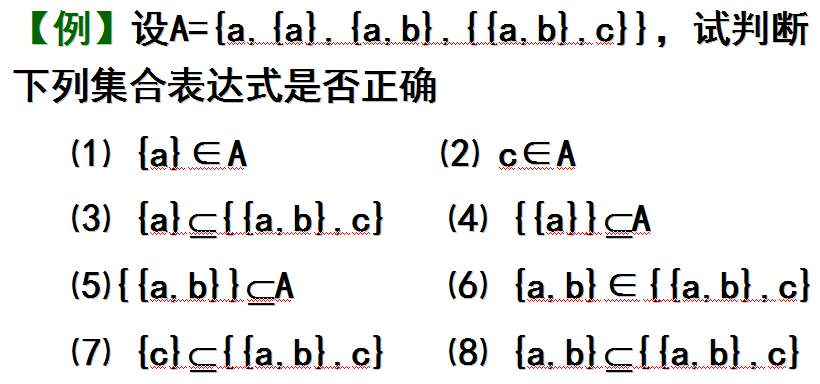 【例】设A={a, {a}, {a,b}, {{a,b},c}}，试判断
下列集合表达式是否正确
(1) {a}∈A (2) c∈A
(3) {a}⊆{{a,b},c} (4) {{a}}⊆A
(5){{a,b}}⊆A (6) {a,b}∈{{a,b},c}
(7) {c}⊆{{a,b},c} (8) {a,b}⊆{{a,b},c}